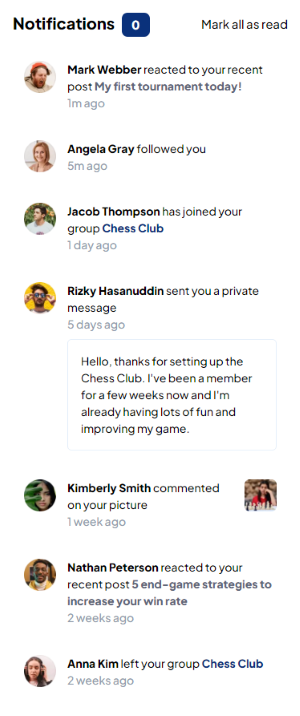 Notifications 0 Mark all as read
Mark Webber reacted to your recent
post My first tournament today!
1m ago
Angela Gray followed you
5m ago
Jacob Thompson has joined your
group Chess Club
1 day ago
Rizky Hasanuddin sent you a private
message
5 days ago
Hello, thanks for setting up the
Chess Club. I've been a member
for a few weeks now and I'm
already having lots of fun and
improving my game.
Kimberly Smith commented
on your picture
1 week ago
Nathan Peterson reacted to your
recent post 5 end-game strategies to
increase your win rate
2 weeks ago
Anna Kim left your group Chess Club
2 weeks ago